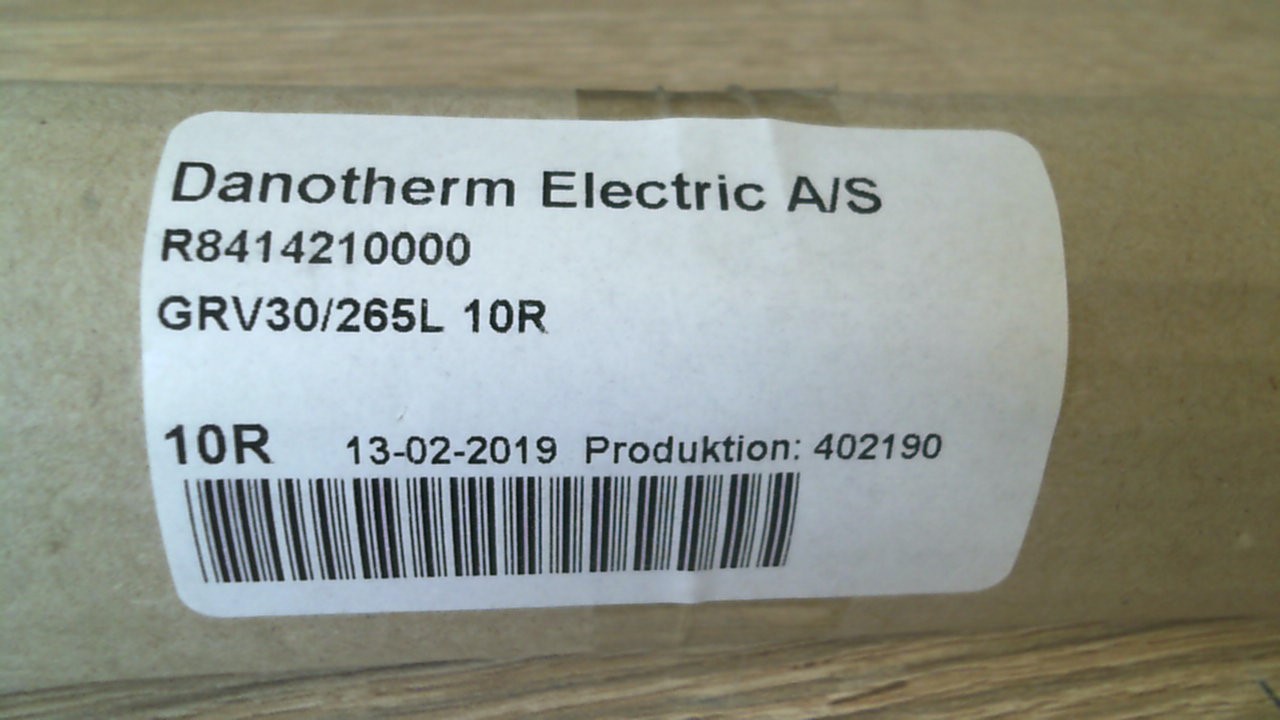 Danotherm Electric A/S
R8414210000
GRV30/265L 10R
10R 13-02-2019 Produktion: 402190